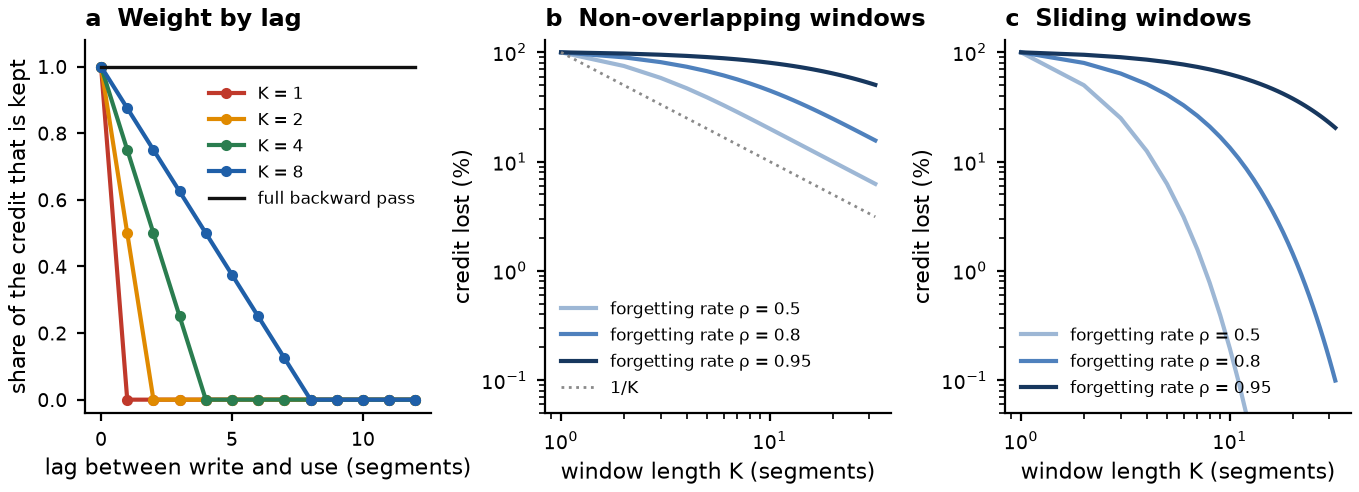 a Weight by lag
share of the credit that is kept
1.0
0.8
0.6
0.4
0.2
0.0
K = 1
K = 2
K = 4
K = 8
full backward pass
0
5
10
lag between write and use (segments)
b Non-overlapping windows
credit lost (%)
10²
10¹
10⁰
10⁻¹
forgetting rate ρ = 0.5
forgetting rate ρ = 0.8
forgetting rate ρ = 0.95
1/K
10⁰
10¹
window length K (segments)
c Sliding windows
credit lost (%)
10²
10¹
10⁰
10⁻¹
forgetting rate ρ = 0.5
forgetting rate ρ = 0.8
forgetting rate ρ = 0.95
10⁰
10¹
window length K (segments)